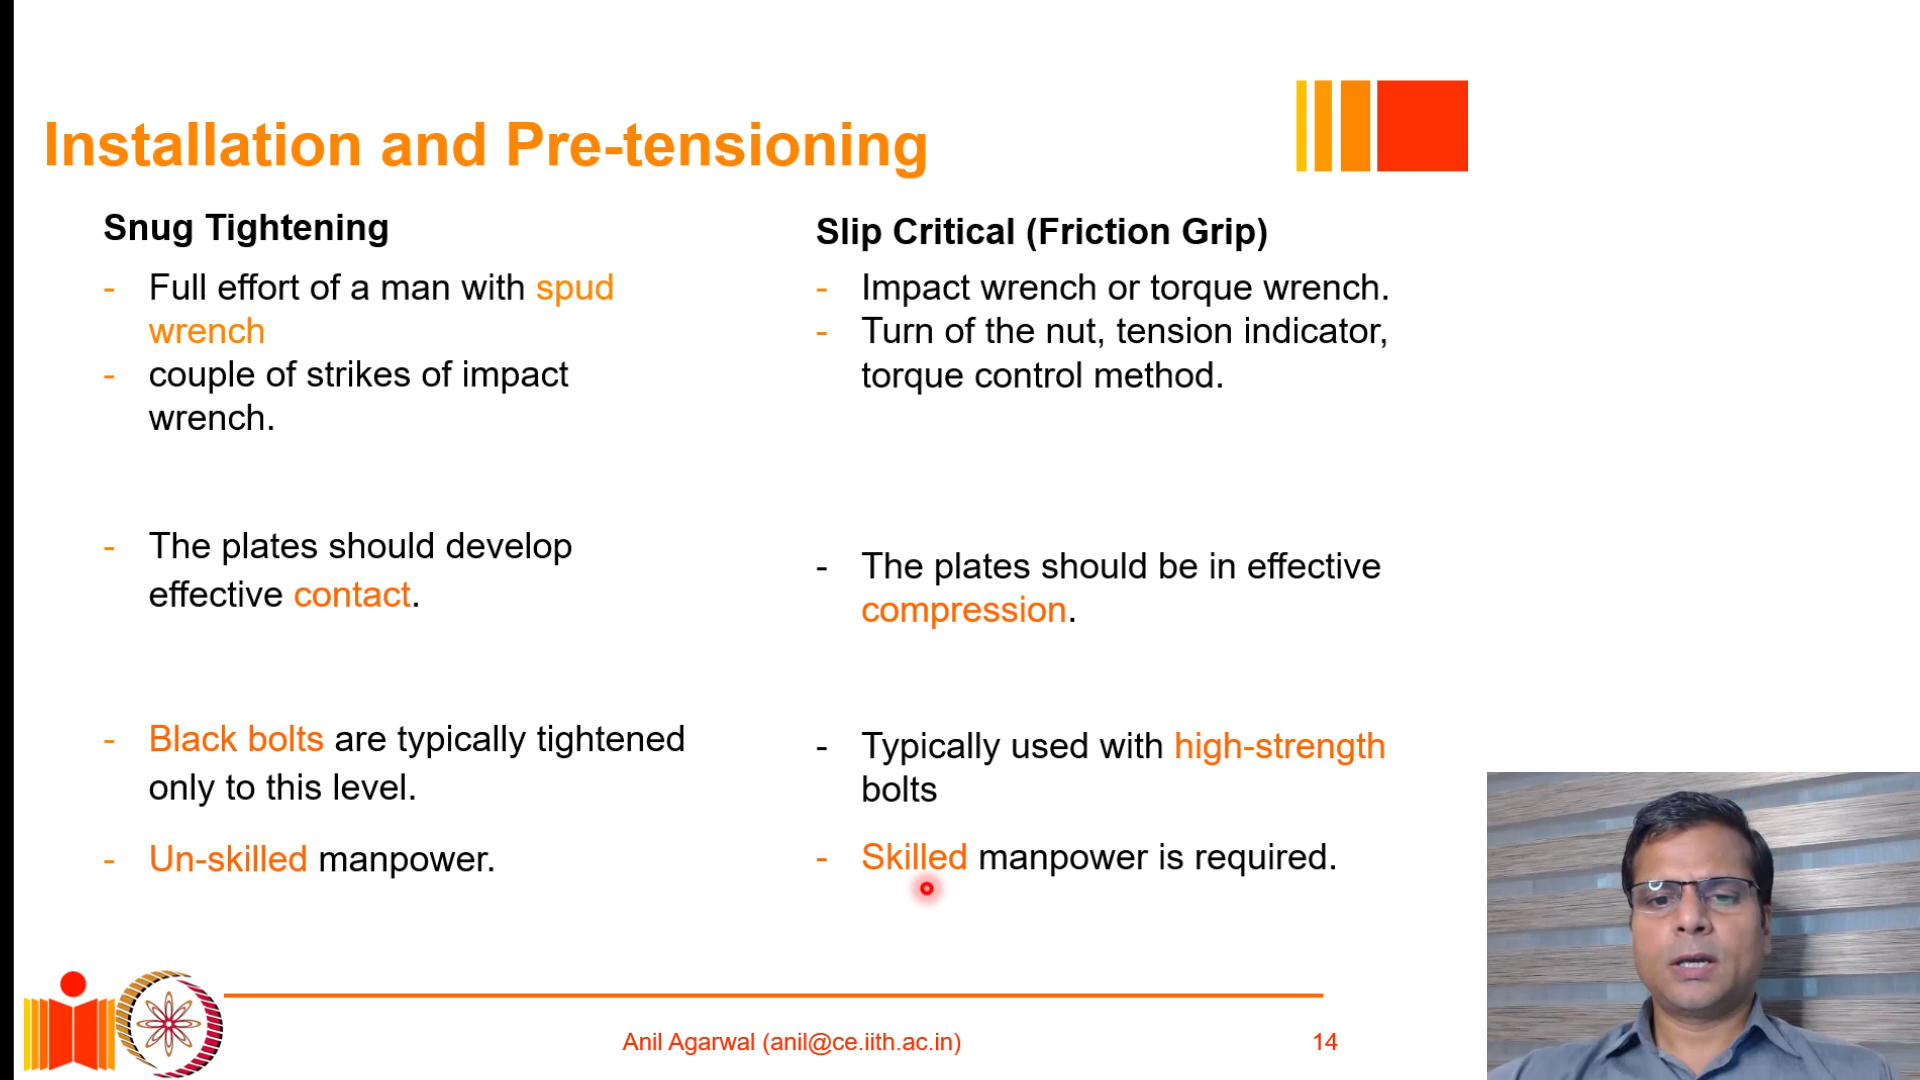 Installation and Pre-tensioning
Snug Tightening
- Full effort of a man with spud
wrench
- couple of strikes of impact
wrench.
- The plates should develop
effective contact.
- Black bolts are typically tightened
only to this level.
- Un-skilled manpower.
Slip Critical (Friction Grip)
- Impact wrench or torque wrench.
- Turn of the nut, tension indicator,
torque control method.
- The plates should be in effective
compression.
- Typically used with high-strength
bolts
- Skilled manpower is required.
Anil Agarwal (anil@ce.iith.ac.in)
14